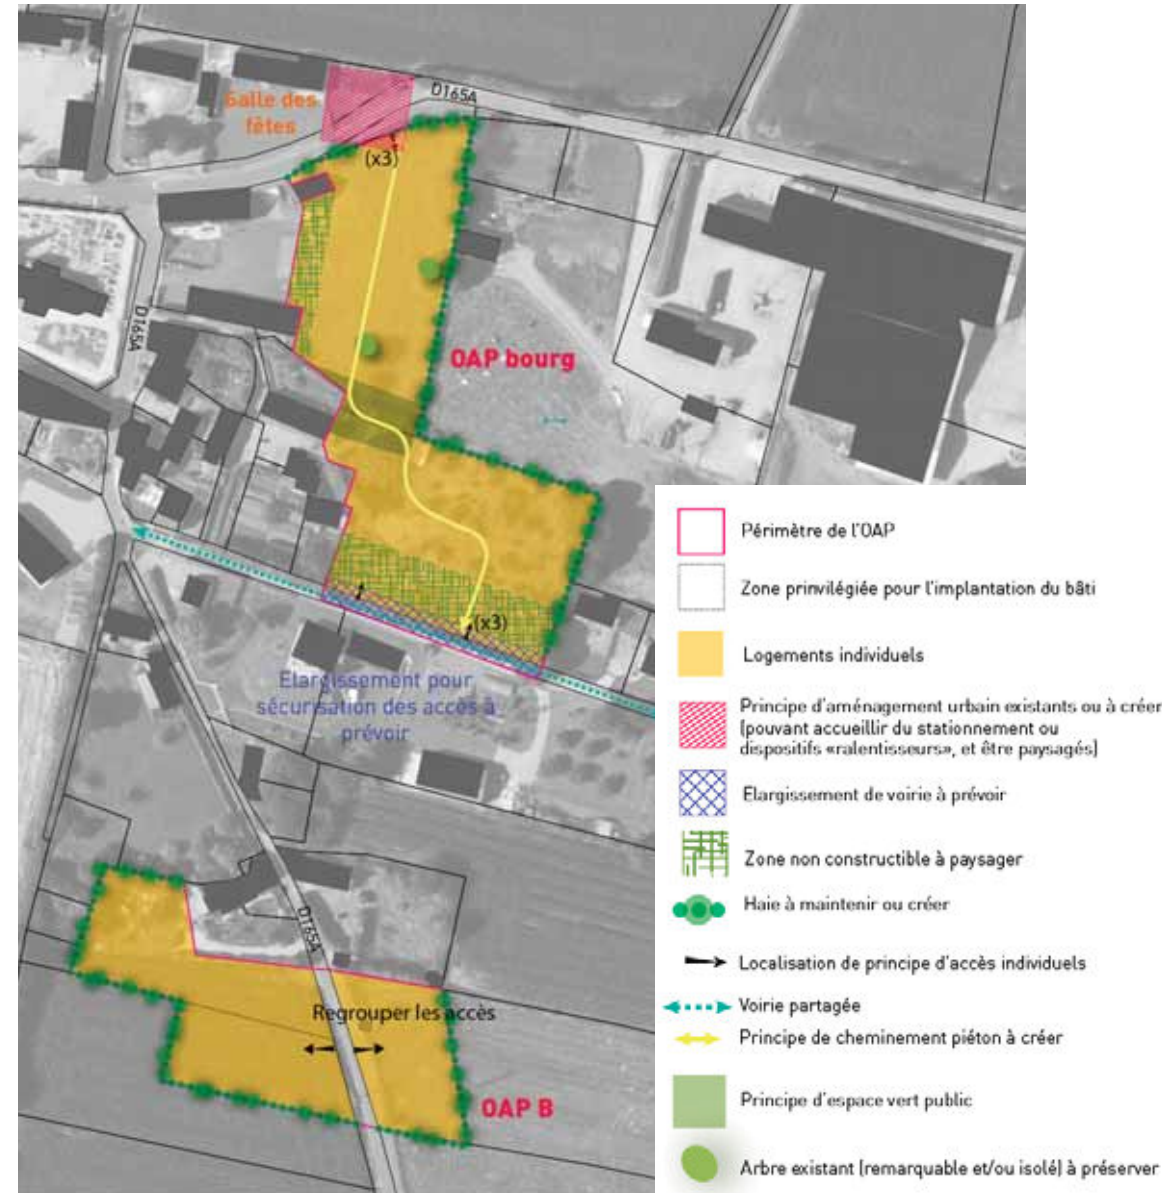 D165A
Salle des
fêtes
(x3)
D165A
OAP bourg
(x3)
Elargissement pour
sécurisation des accès à
prévoir
D165A
Regrouper les accès
OAP B
Périmètre de l'OAP
Zone prinvilégiée pour l'implantation du bâti
Logements individuels
Principe d'aménagement urbain existants ou à créer
(pouvant accueillir du stationnement ou
dispositifs «ralentisseurs», et être paysagés)
Elargissement de voirie à prévoir
Zone non constructible à paysager
Haie à maintenir ou créer
Localisation de principe d'accès individuels
Voirie partagée
Principe de cheminement piéton à créer
Principe d'espace vert public
Arbre existant (remarquable et/ou isolé) à préserver